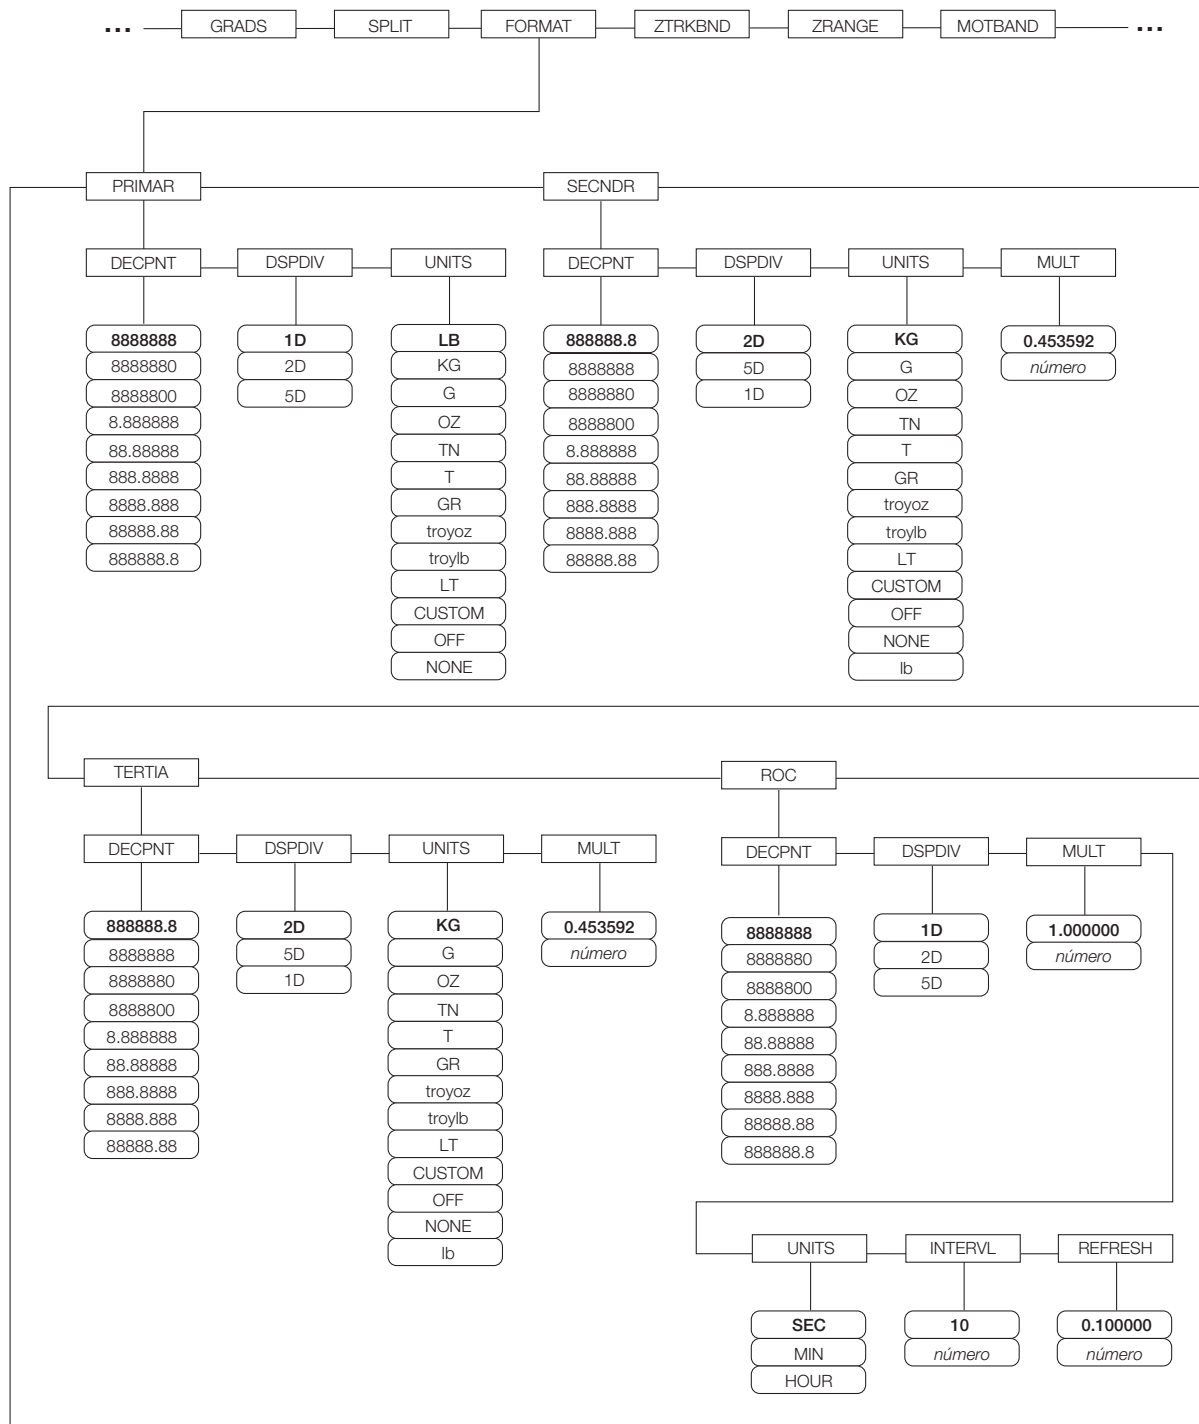 ... GRADS SPLIT FORMAT ZTRKBND ZRANGE MOTBAND ...
PRIMAR SECNDR
DECPNT DSPDIV UNITS DECPNT DSPDIV UNITS MULT
8888888 1D LB 888888.8 2D KG 0.453592
8888880 2D KG 8888888 5D G número
8888800 5D G 8888880 1D OZ
8.888888 OZ 8888800 TN
88.88888 TN 8.888888 T
888.8888 T 88.88888 GR
8888.888 GR 888.8888 troyoz
88888.88 troyoz 8888.888 troylb
888888.8 troylb 88888.88 LT
LT CUSTOM
CUSTOM OFF
OFF NONE
NONE lb
TERTIA ROC
DECPNT DSPDIV UNITS MULT DECPNT DSPDIV MULT
888888.8 2D KG 0.453592 8888888 1D 1.000000
8888888 5D G número 8888880 2D número
8888880 1D OZ 8888800 5D
8888800 TN 8.888888
8.888888 T 88.88888
88.88888 GR 888.8888
888.8888 troyoz 8888.888
8888.888 troylb 88888.88
88888.88 LT 888888.8
CUSTOM
OFF
NONE
lb
UNITS INTERVL REFRESH
SEC 10 0.100000
MIN número número
HOUR